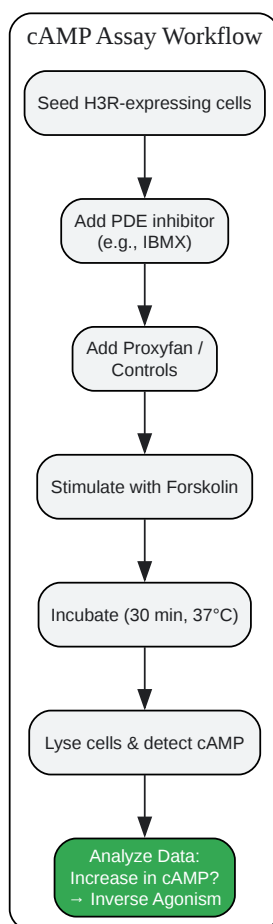 cAMP Assay Workflow
Seed H3R-expressing cells
Add PDE inhibitor
(e.g., IBMX)
Add Proxyfan /
Controls
Stimulate with Forskolin
Incubate (30 min, 37°C)
Lyse cells & detect cAMP
Analyze Data:
Increase in cAMP?
→ Inverse Agonism